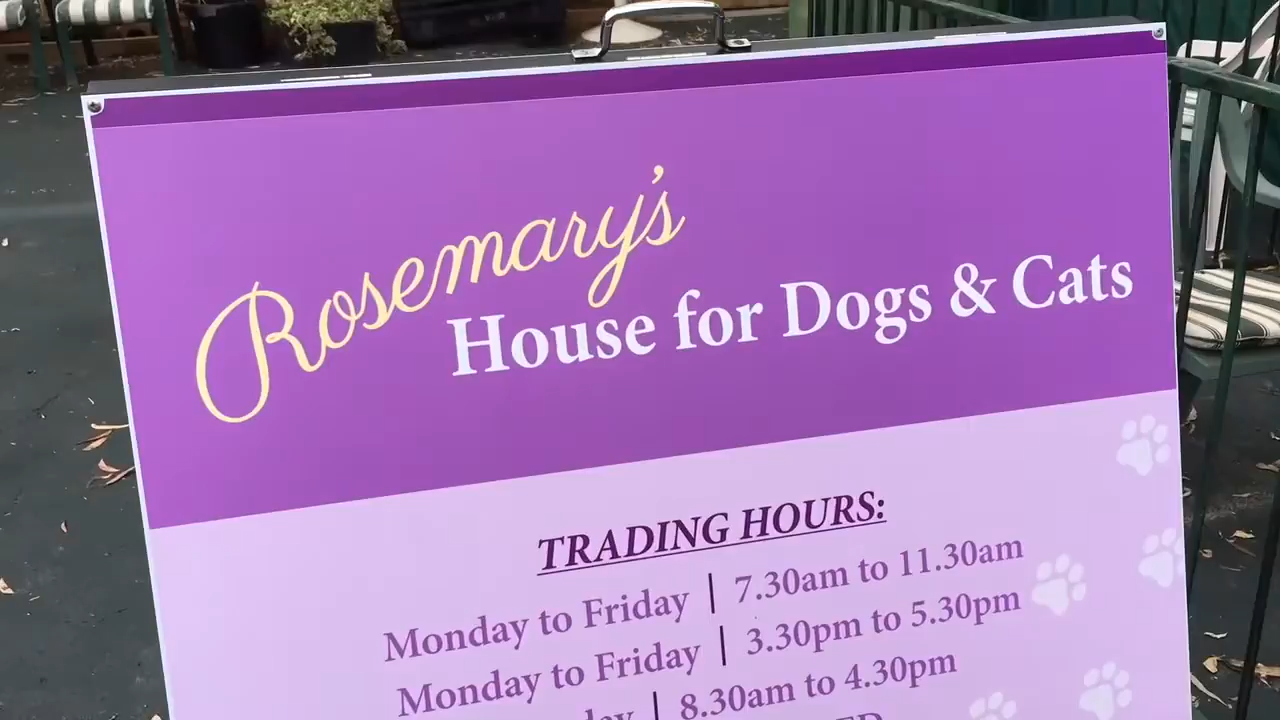 Rosemary's
House for Dogs & Cats
TRADING HOURS:
Monday to Friday | 7.30am to 11.30am
Monday to Friday | 3.30pm to 5.30pm
| 8.30am to 4.30pm